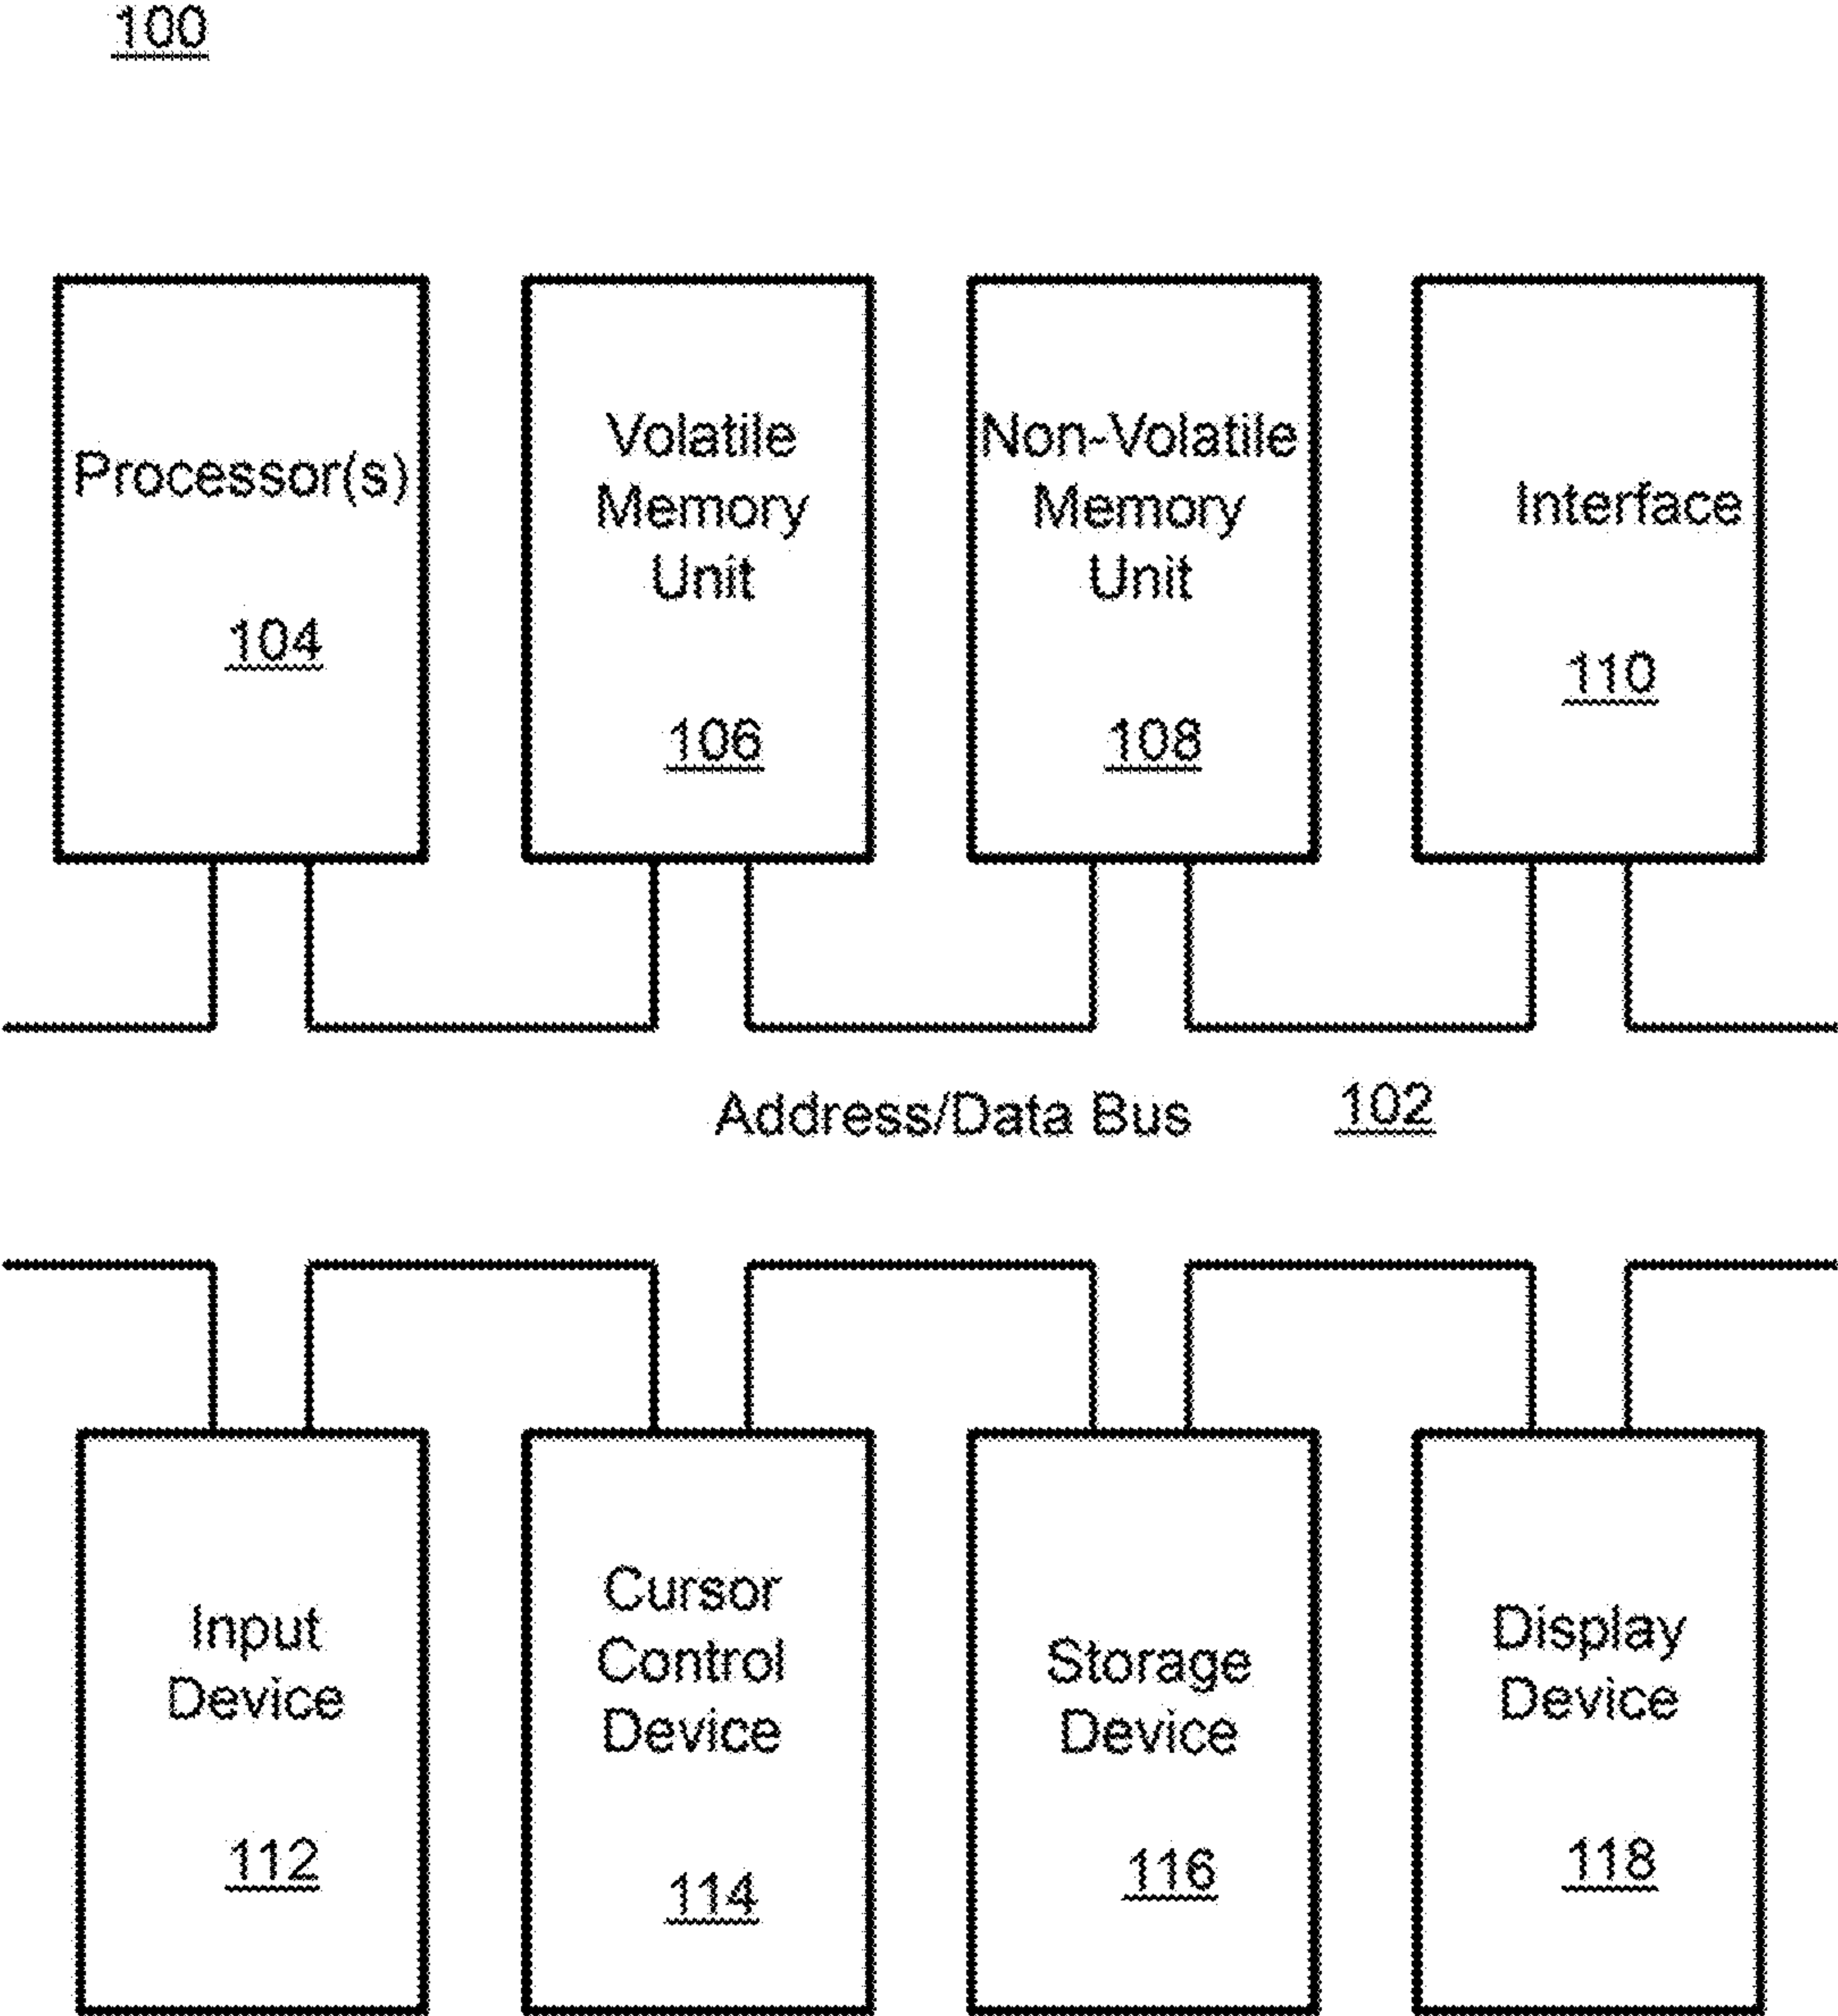 100
Processor(s)
104
Volatile
Memory
Unit
106
Non-Volatile
Memory
Unit
108
Interface
110
Address/Data Bus 102
Input
Device
112
Cursor
Control
Device
114
Storage
Device
116
Display
Device
118